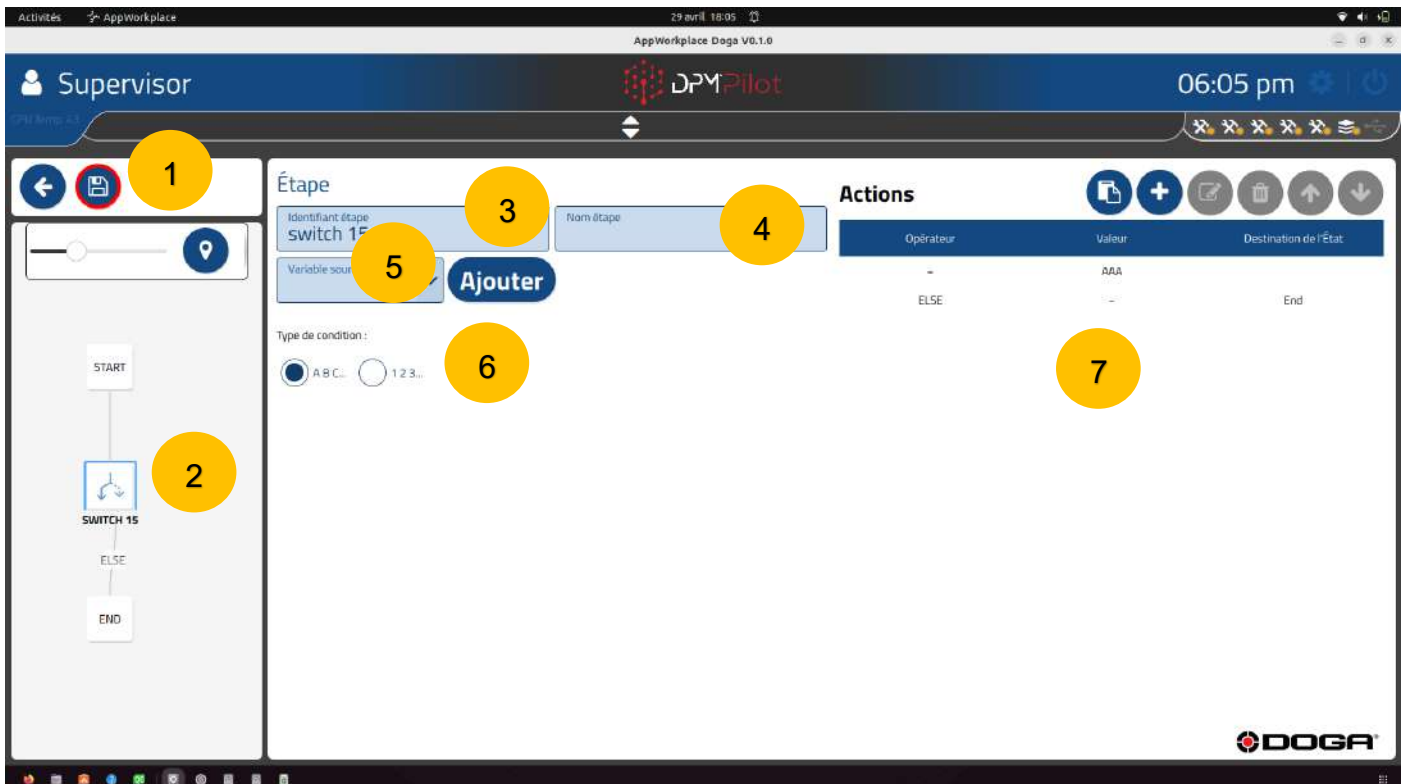 Activités AppWorkplace 29 avril 18:05
AppWorkplace Doga V0.1.0
Supervisor DPMPilot 06:05 pm
1
Étape
3
4
Actions
Identifiant étape
switch 15
Nom étape
Opérateur Valeur Destination de l'État
Variable
5
Ajouter
- AAA
ELSE - End
Type de condition :
A B C... 1 2 3...
6
7
START
2
SWITCH 15
ELSE
END
DOGA